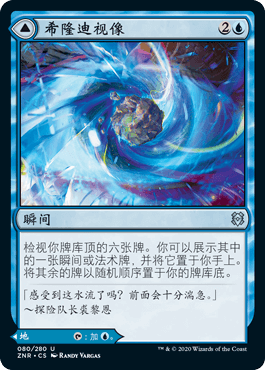 希隆迪视像 2
瞬间
检视你牌库顶的六张牌。你可以展示其中
的一张瞬间或法术牌，并将它置于你手上。
将其余的牌以随机顺序置于你的牌库底。
「感受到这水流了吗？前面会十分湍急。」
～探险队长裘黎恩
地 :加 。
080/280 U
ZNR • CS RANDY VARGAS
™ & © 2020 Wizards of the Coast